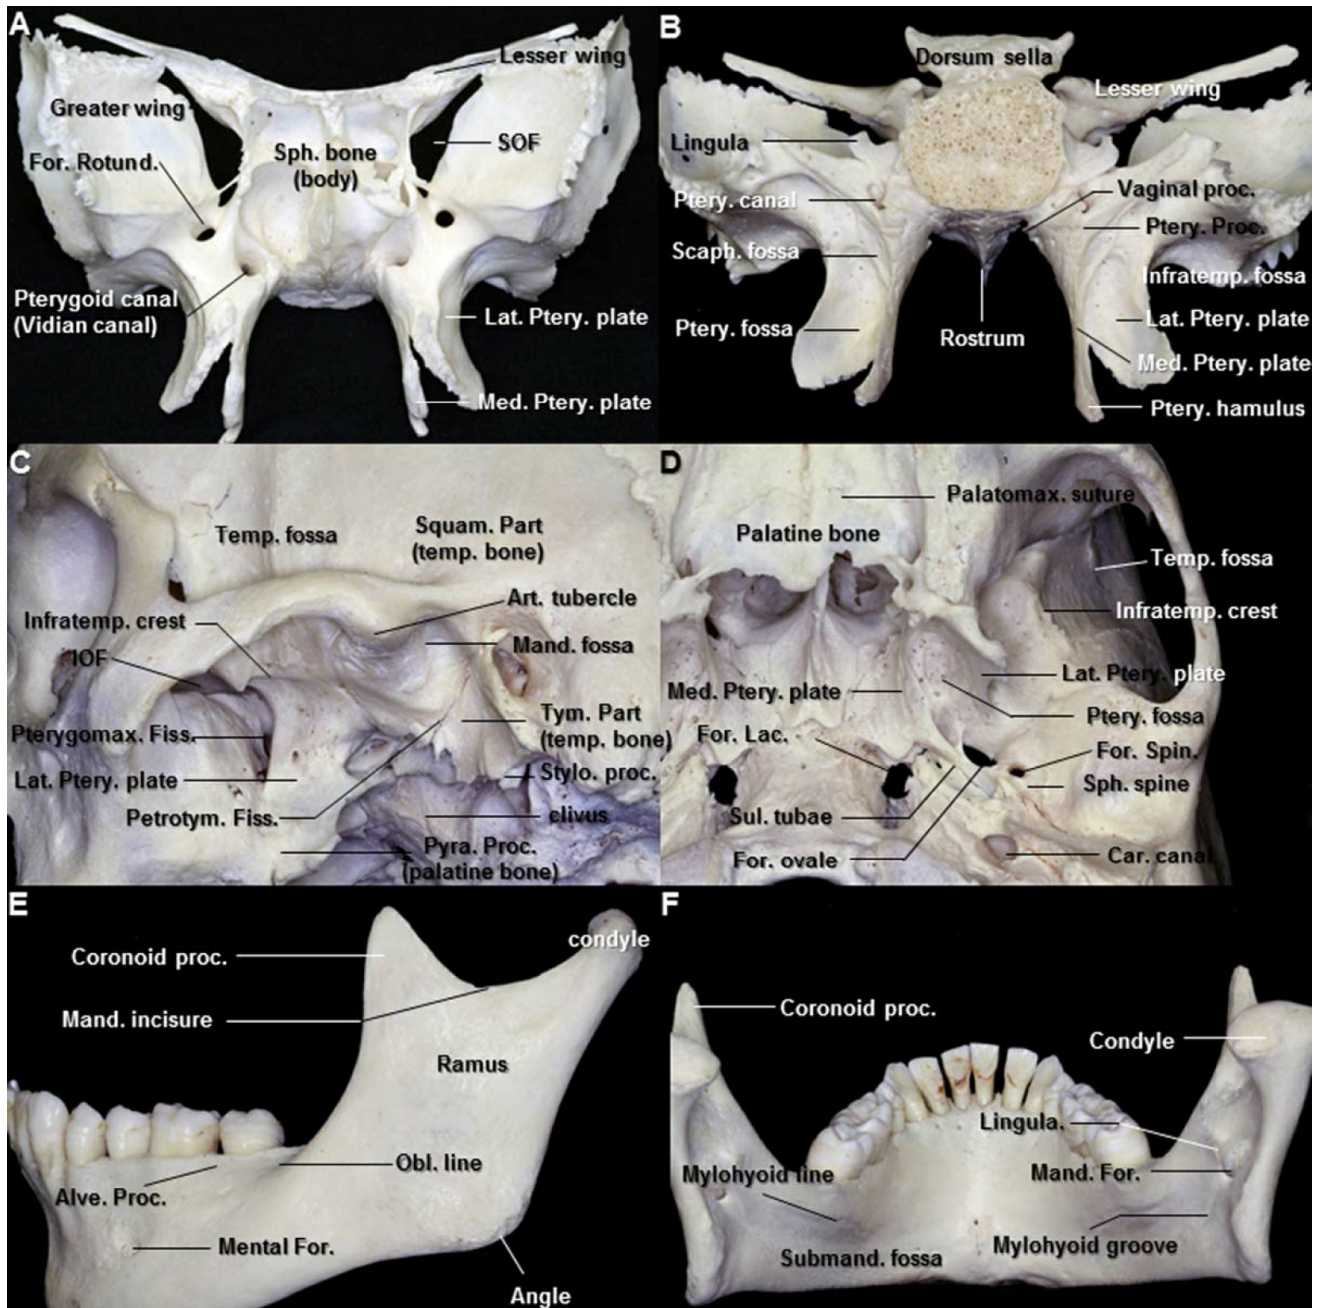 A
Lesser wing
Greater wing
SOF
For. Rotund.
Sph. bone
(body)
Pterygoid canal
(Vidian canal)
Lat. Ptery. plate
Med. Ptery. plate
B
Dorsum sella
Lesser wing
Lingula
Vaginal proc.
Ptery. canal
Ptery. Proc.
Scaph. fossa
Infratemp. fossa
Lat. Ptery. plate
Ptery. fossa
Rostrum
Med. Ptery. plate
Ptery. hamulus
C
Temp. fossa
Squam. Part
(temp. bone)
Art. tubercle
Infratemp. crest
Mand. fossa
IOF
Pterygomax. Fiss.
Tym. Part
(temp. bone)
Lat. Ptery. plate
Stylo. proc.
Petrotym. Fiss.
clivus
Pyra. Proc.
(palatine bone)
D
Palatomax. suture
Palatine bone
Temp. fossa
Infratemp. crest
Lat. Ptery. plate
Med. Ptery. plate
Ptery. fossa
For. Lac.
For. Spin.
Sph. spine
Sul. tubae
For. ovale
Car. canal
E
condyle
Coronoid proc.
Mand. incisure
Ramus
Obl. line
Alve. Proc.
Mental For.
Angle
F
Coronoid proc.
Condyle
Lingula.
Mylohyoid line
Mand. For.
Mylohyoid groove
Submand. fossa